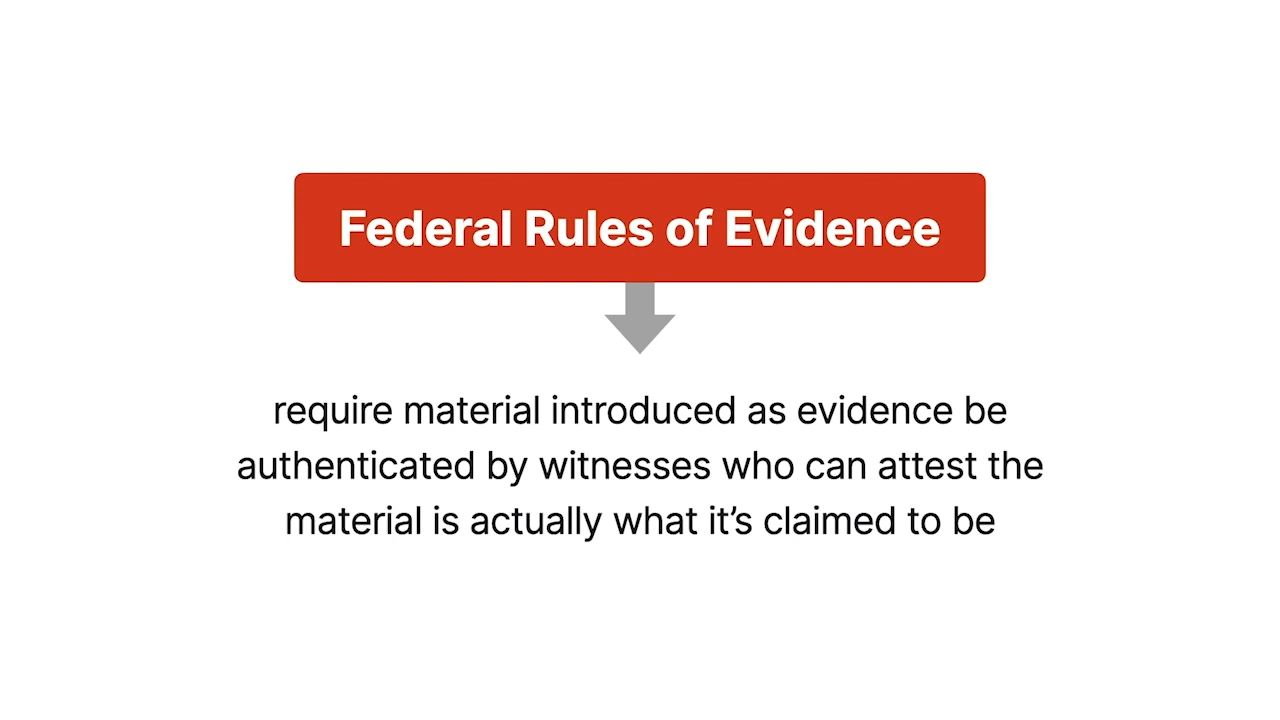 Federal Rules of Evidence
require material introduced as evidence be
authenticated by witnesses who can attest the
material is actually what it’s claimed to be